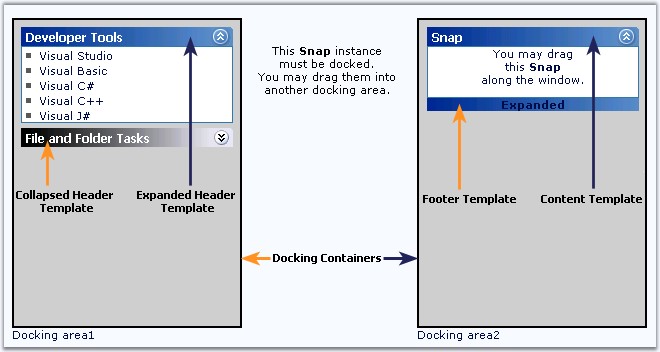 Developer Tools
Visual Studio
Visual Basic
Visual C#
Visual C++
Visual J#
File and Folder Tasks
Collapsed Header
Template
Expanded Header
Template
Docking area1
This Snap instance
must be docked.
You may drag them into
another docking area.
Docking Containers
Snap
You may drag
this Snap
along the window.
Expanded
Footer Template
Content Template
Docking area2